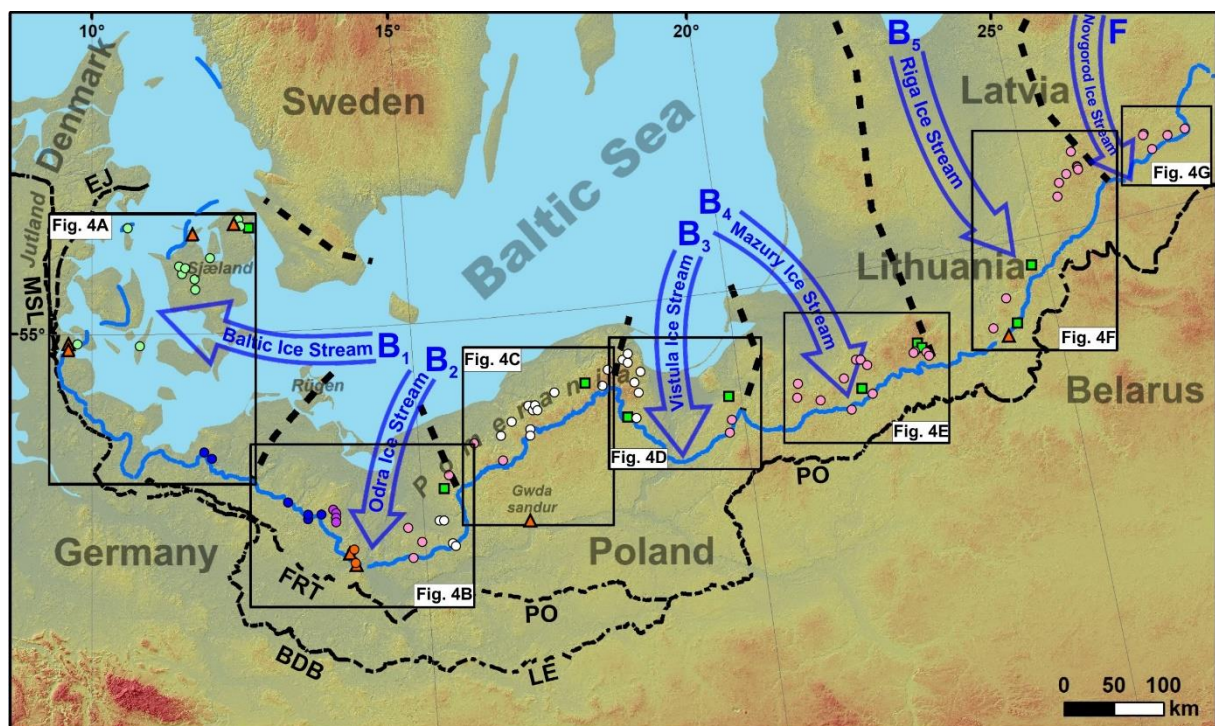 10°
15°
20°
25°
55°
Denmark
Sweden
Baltic Sea
Latvia
Lithuania
Belarus
Poland
Germany
Jutland
EJ
MSL
Fig. 4A
Sjæland
Baltic Ice Stream
B₁
Rügen
B₂
Odra Ice Stream
Fig. 4B
FRT
BDB
LE
PO
Fig. 4C
Pomerania
Gwda
sandur
B₃
Vistula Ice Stream
Fig. 4D
B₄
Mazury Ice Stream
Fig. 4E
PO
B₅
Riga Ice Stream
Fig. 4F
F
Novgorod Ice Stream
Fig. 4G
0 50 100
km